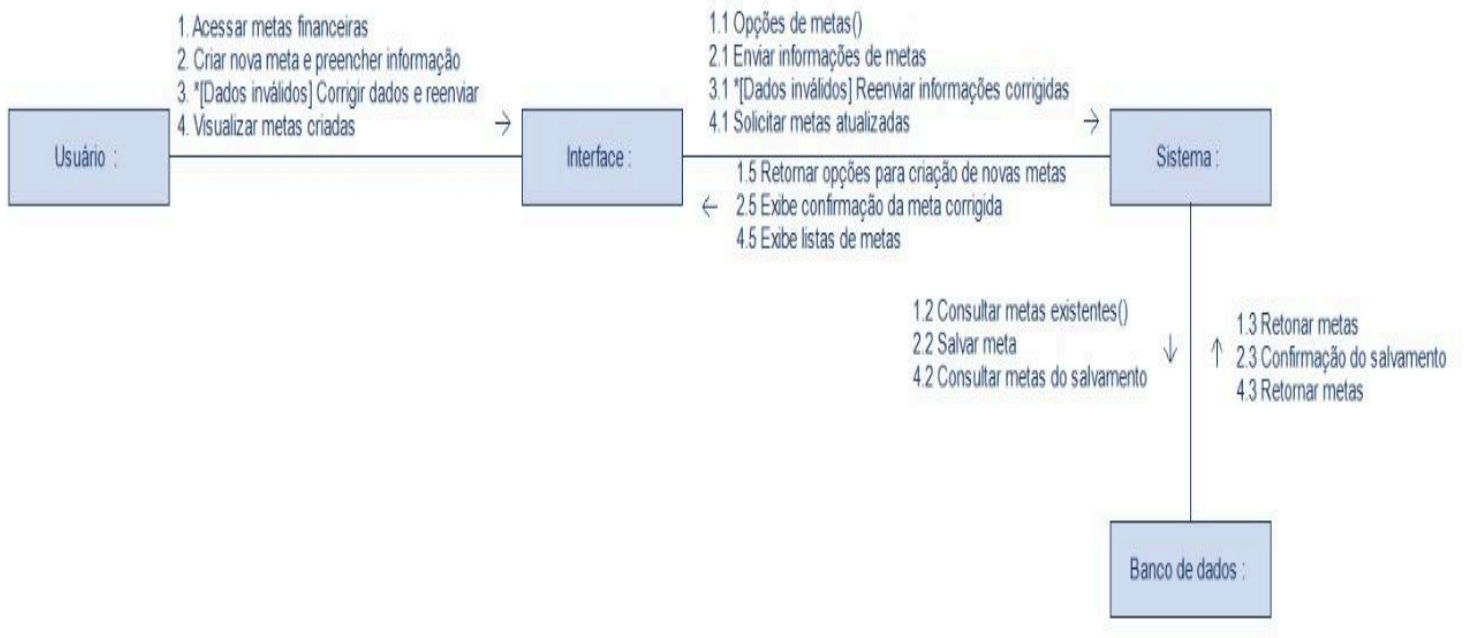 1. Acessar metas financeiras
2. Criar nova meta e preencher informação
3. *[Dados inválidos] Corrigir dados e reenviar
4. Visualizar metas criadas
1.1 Opções de metas()
2.1 Enviar informações de metas
3.1 *[Dados inválidos] Reenviar informações corrigidas
4.1 Solicitar metas atualizadas
Usuário :
Interface :
Sistema :
1.5 Retornar opções para criação de novas metas
2.5 Exibe confirmação da meta corrigida
4.5 Exibe listas de metas
1.2 Consultar metas existentes()
2.2 Salvar meta
4.2 Consultar metas do salvamento
1.3 Retonar metas
2.3 Confirmação do salvamento
4.3 Retornar metas
Banco de dados :